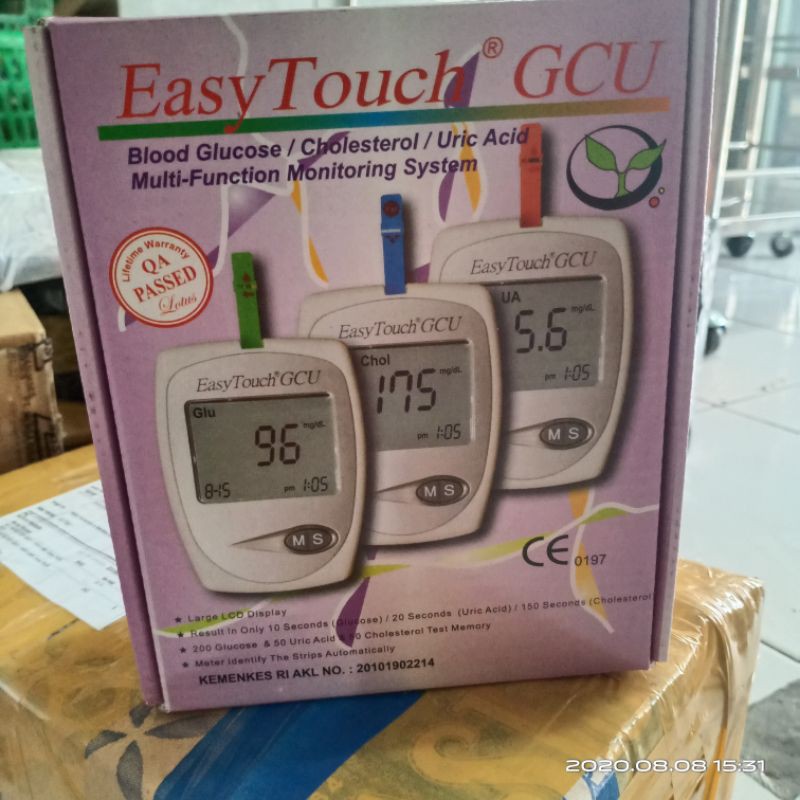 EasyTouch® GCU
Blood Glucose / Cholesterol / Uric Acid
Multi-Function Monitoring System
Lifetime Warranty
QA
PASSED
Lotus
EasyTouch® GCU
UA
5.6 mg/dL
pm 1:05
M S
EasyTouch® GCU
Chol
175 mg/dL
pm 1:05
M S
EasyTouch® GCU
Glu
96 mg/dL
8-15 pm 1:05
M S
CE 0197
★ Large LCD Display
★ Result In Only 10 Seconds (Glucose) / 20 Seconds (Uric Acid) / 150 Seconds (Cholesterol)
★ 200 Glucose & 50 Uric Acid & 50 Cholesterol Test Memory
★ Meter Identify The Strips Automatically
KEMENKES RI AKL NO. : 20101902214
2020.08.08 15:31